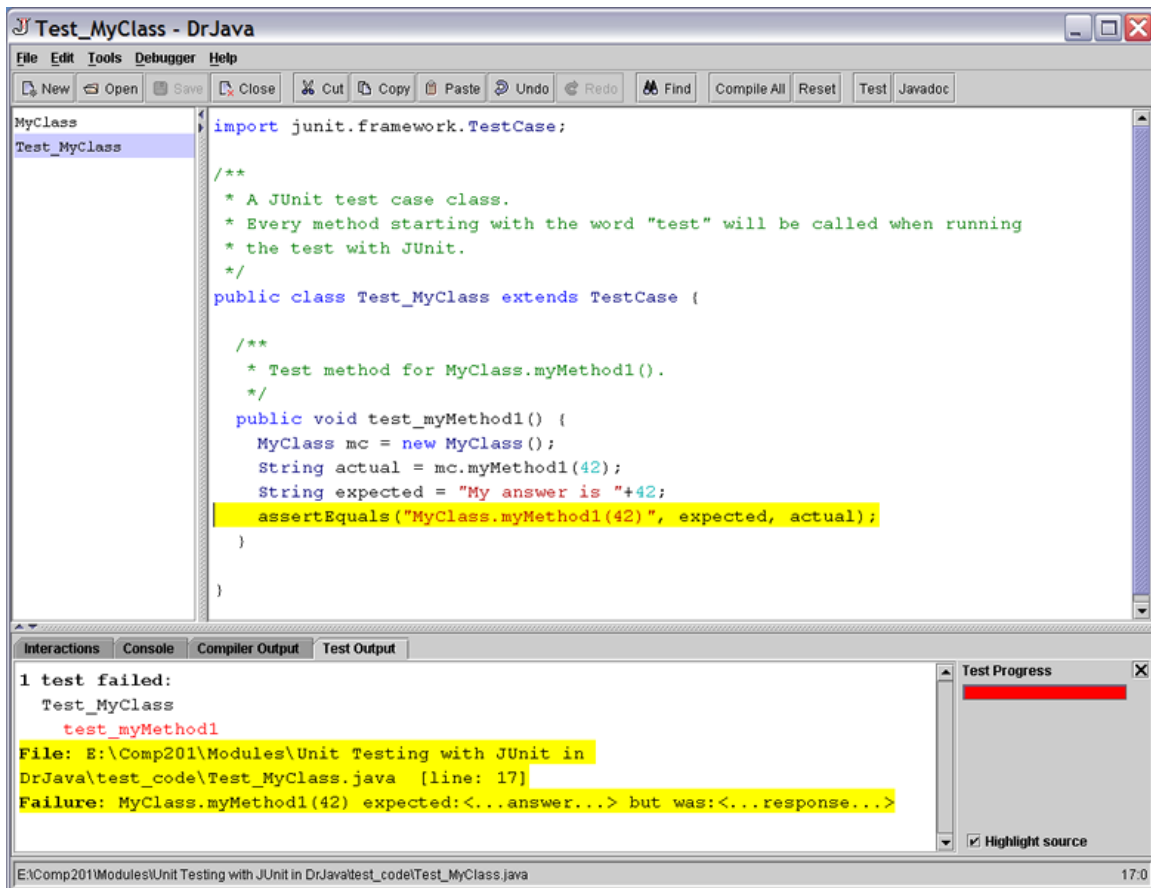 Test_MyClass - DrJava
File Edit Tools Debugger Help
New Open Save Close Cut Copy Paste Undo Redo Find Compile All Reset Test Javadoc
MyClass
Test_MyClass
import junit.framework.TestCase;
/**
* A JUnit test case class.
* Every method starting with the word "test" will be called when running
* the test with JUnit.
*/
public class Test_MyClass extends TestCase {
/**
* Test method for MyClass.myMethod1().
*/
public void test_myMethod1() {
MyClass mc = new MyClass();
String actual = mc.myMethod1(42);
String expected = "My answer is "+42;
assertEquals("MyClass.myMethod1(42)", expected, actual);
}
}
Interactions Console Compiler Output Test Output
1 test failed:
Test_MyClass
test_myMethod1
File: E:\Comp201\Modules\Unit Testing with JUnit in
DrJava\test_code\Test_MyClass.java [line: 17]
Failure: MyClass.myMethod1(42) expected:<...answer...> but was:<...response...>
Test Progress
Highlight source
E:\Comp201\Modules\Unit Testing with JUnit in DrJava\test_code\Test_MyClass.java 17:0